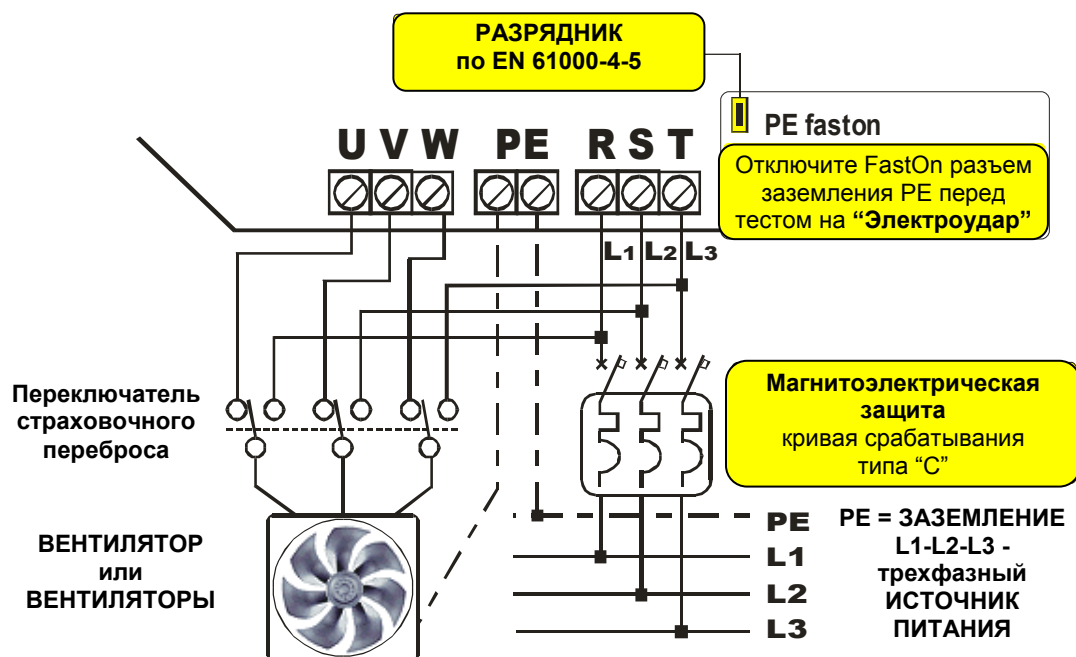 РАЗРЯДНИК
по EN 61000-4-5
PE faston
Отключите FastOn разъем
заземления PE перед
тестом на “Электроудар”
U V W PE R S T
L1 L2 L3
Переключатель
страховочного
переброса
Магнитоэлектрическая
защита
кривая срабатывания
типа “C”
ВЕНТИЛЯТОР
или
ВЕНТИЛЯТОРЫ
PE
L1
L2
L3
PE = ЗАЗЕМЛЕНИЕ
L1-L2-L3 -
трехфазный
ИСТОЧНИК
ПИТАНИЯ